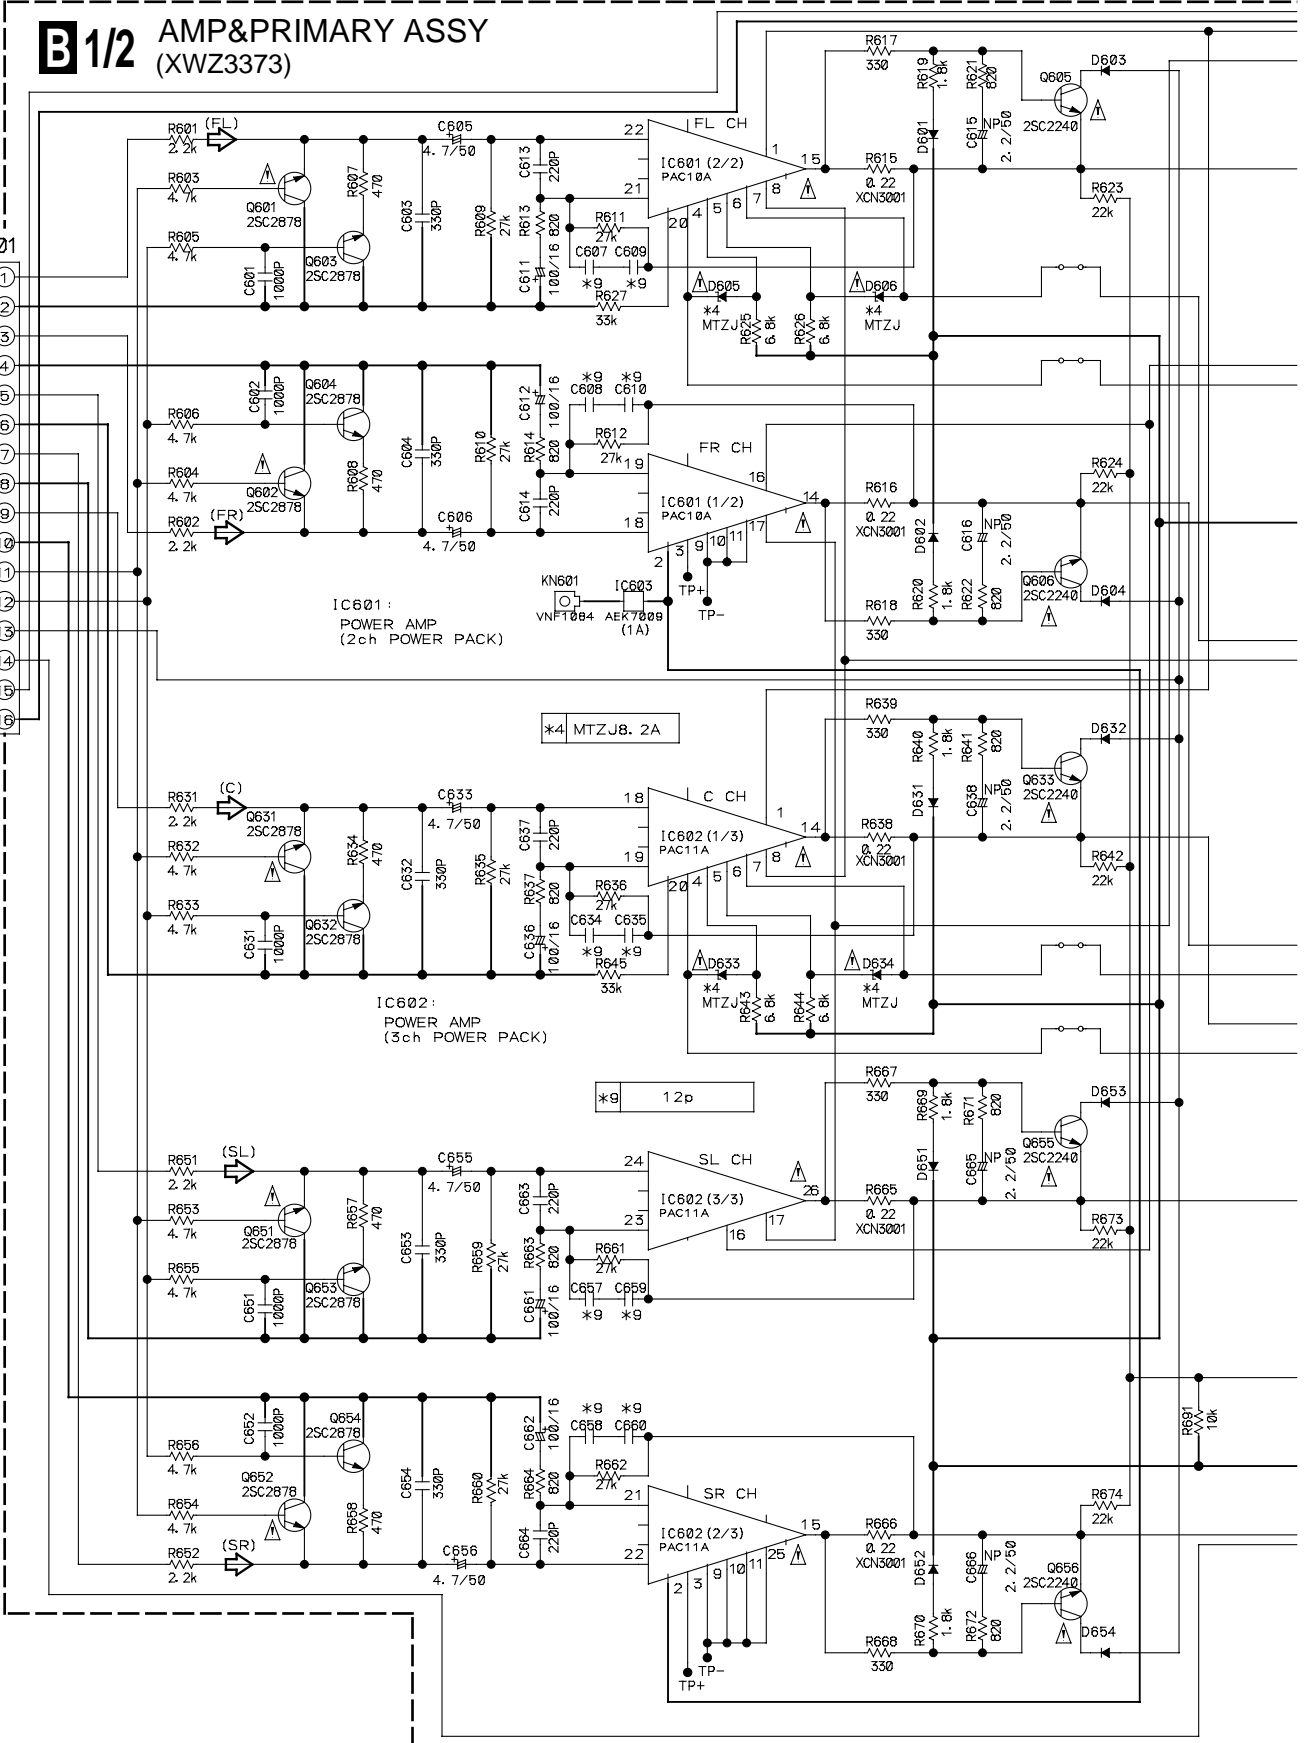 B 1/2 AMP&PRIMARY ASSY
(XWZ3373)
R601
2.2k
(FL)
R603
4.7k
Q601
2SC2878
R605
4.7k
R607
470
Q603
2SC2878
C601
1000P
C603
330P
C605
4.7/50
R609
27k
C613
220P
R613
820
C611
100/16
R611
27k
C607 C609
*9 *9
R627
33k
22
21
FL CH
IC601(2/2)
PAC10A
1
15
8
7
6
5
4
20
R617
330
R619
1.8k
R621
820
D601
C615
NP
2.2/50
Q605
2SC2240
D603
R615
0.22
XCN3001
R623
22k
D605
*4
MTZJ
D606
*4
MTZJ
R625
6.8k
R626
6.8k
01
1
2
3
4
5
6
7
8
9
10
11
12
13
14
15
16
C602
1000P
Q604
2SC2878
R606
4.7k
R604
4.7k
Q602
2SC2878
R602
2.2k
(FR)
R608
470
C604
330P
C606
4.7/50
R610
27k
C612
100/16
R614
820
C614
220P
*9 *9
C608 C610
R612
27k
19
18
FR CH
IC601(1/2)
PAC10A
16
14
17
11
10
9
3
2
TP+
TP-
R616
0.22
XCN3001
D602
C616
NP
2.2/50
R620
1.8k
R622
820
R618
330
Q606
2SC2240
D604
R624
22k
KN601
VNF1084
IC603
AEK7009
(1A)
IC601:
POWER AMP
(2ch POWER PACK)
*4 MTZJ8.2A
R631
2.2k
(C)
Q631
2SC2878
R632
4.7k
R633
4.7k
R634
470
Q632
2SC2878
C631
1000P
C632
330P
C633
4.7/50
R635
27k
C637
220P
R637
820
C636
100/16
R636
27k
C634 C635
*9 *9
R645
33k
18
19
C CH
IC602(1/3)
PAC11A
1
14
8
7
6
5
4
20
R639
330
R640
1.8k
R641
820
D631
C638
NP
2.2/50
Q633
2SC2240
D632
R638
0.22
XCN3001
R642
22k
D633
*4
MTZJ
D634
*4
MTZJ
R643
6.8k
R644
6.8k
IC602:
POWER AMP
(3ch POWER PACK)
*9 12p
R651
2.2k
(SL)
R653
4.7k
Q651
2SC2878
R655
4.7k
R657
470
Q653
2SC2878
C651
1000P
C653
330P
C655
4.7/50
R659
27k
C663
220P
R663
820
C661
100/16
R661
27k
C657 C659
*9 *9
24
23
SL CH
IC602(3/3)
PAC11A
26
17
16
R667
330
R669
1.8k
R671
820
D651
C665
NP
2.2/50
Q655
2SC2240
D653
R665
0.22
XCN3001
R673
22k
R691
10k
C652
1000P
Q654
2SC2878
R656
4.7k
Q652
2SC2878
R654
4.7k
R652
2.2k
(SR)
R658
470
C654
330P
C656
4.7/50
R660
27k
C662
100/16
R664
820
C664
220P
*9 *9
C658 C660
R662
27k
21
22
SR CH
IC602(2/3)
PAC11A
15
25
11
10
9
3
2
TP-
TP+
R666
0.22
XCN3001
D652
C666
NP
2.2/50
R670
1.8k
R672
820
R668
330
Q656
2SC2240
D654
R674
22k